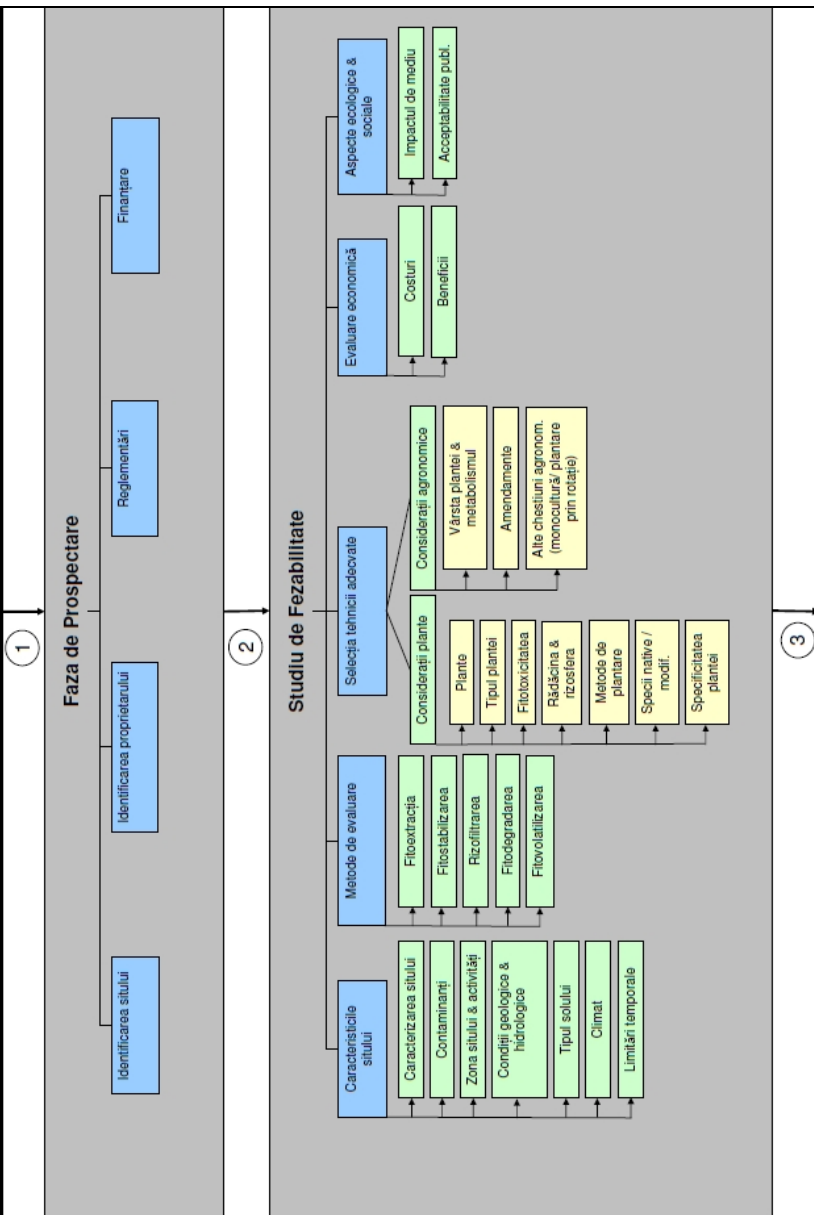 1
Faza de Prospectare
Identificarea sitului
Identificarea proprietarului
Reglementări
Finanțare
2
Studiu de Fezabilitate
Caracteristicile
sitului
Caracterizarea sitului
Contaminanți
Zona sitului & activități
Condiții geologice &
hidrologice
Tipul solului
Climat
Limitări temporale
Metode de evaluare
Fitoextracția
Fitostabilizarea
Rizofiltrarea
Fitodegradarea
Fitovolatilizarea
Selecția tehnicii adecvate
Considerații plante
Plante
Tipul plantei
Fitotoxicitatea
Rădăcina &
rizosfera
Metode de
plantare
Specii native /
modif.
Specificitatea
plantei
Considerații agronomice
Vârsta plantei &
metabolismul
Amendamente
Alte chestiuni agronom.
(monocultură/ plantare
prin rotație)
Evaluare economică
Costuri
Beneficii
Aspecte ecologice &
sociale
Impactul de mediu
Acceptabilitate publ.
3